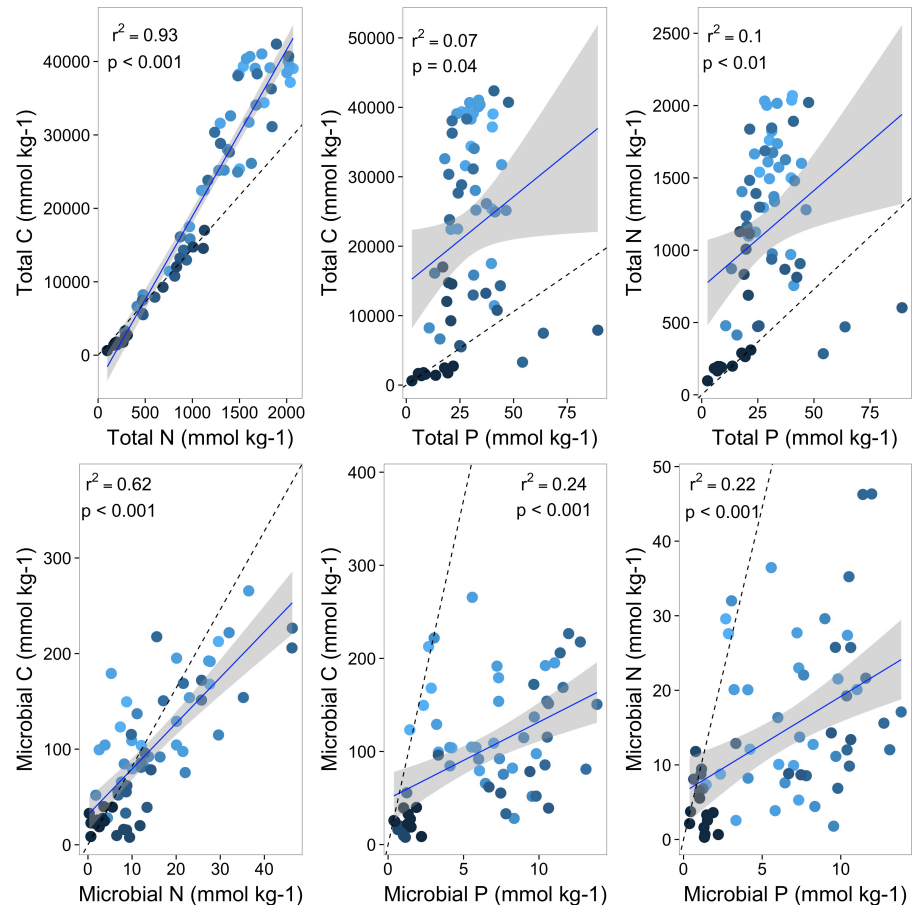 r² = 0.93
p < 0.001
40000
30000
20000
10000
0
Total C (mmol kg-1)
0 500 1000 1500 2000
Total N (mmol kg-1)
r² = 0.07
p = 0.04
50000
40000
30000
20000
10000
0
Total C (mmol kg-1)
0 25 50 75
Total P (mmol kg-1)
r² = 0.1
p < 0.01
2500
2000
1500
1000
500
0
Total N (mmol kg-1)
0 25 50 75
Total P (mmol kg-1)
r² = 0.62
p < 0.001
300
200
100
0
Microbial C (mmol kg-1)
0 10 20 30 40
Microbial N (mmol kg-1)
r² = 0.24
p < 0.001
400
300
200
100
0
Microbial C (mmol kg-1)
0 5 10
Microbial P (mmol kg-1)
r² = 0.22
p < 0.001
50
40
30
20
10
0
Microbial N (mmol kg-1)
0 5 10
Microbial P (mmol kg-1)